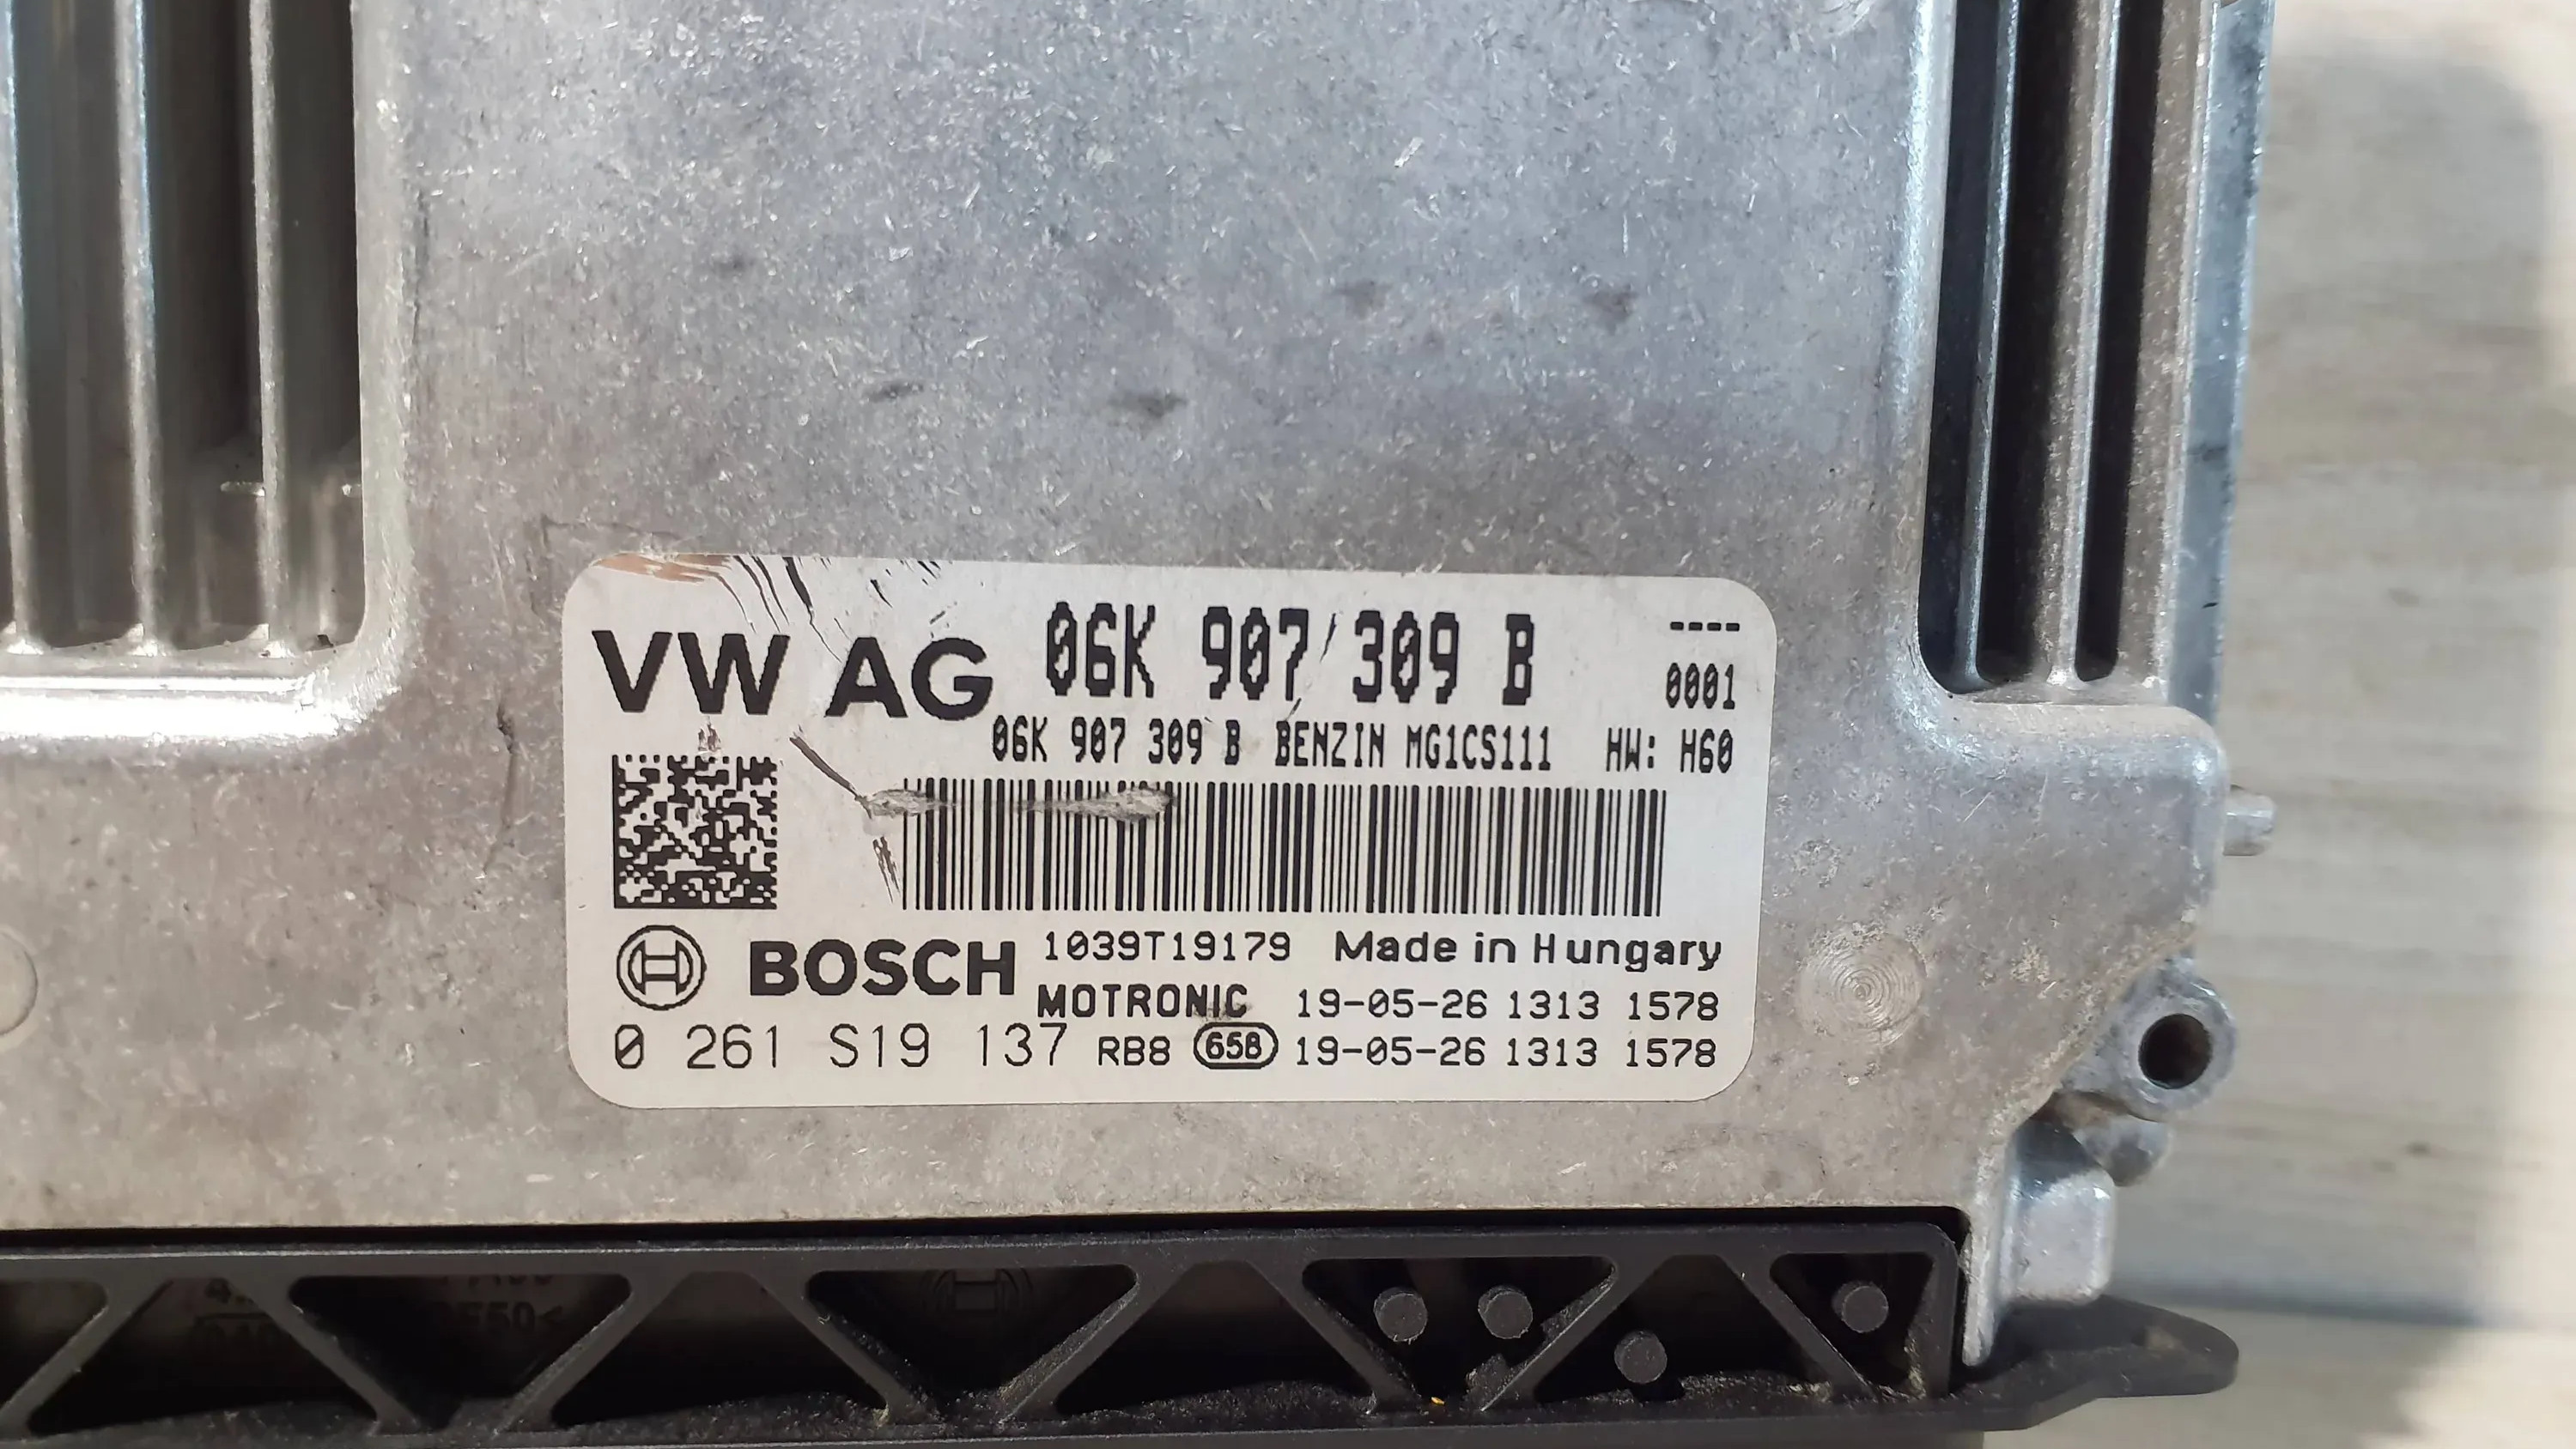 VW AG 06K 907 309 B ----
0001
06K 907 309 B BENZIN MG1CS111 HW: H60
BOSCH 1039T19179 Made in Hungary
MOTRONIC 19-05-26 1313 1578
0 261 S19 137 RB8 658 19-05-26 1313 1578